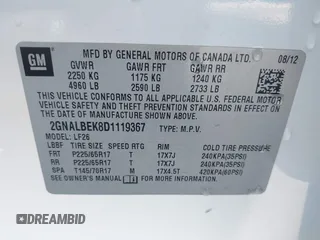 GM
MFD BY GENERAL MOTORS OF CANADA LTD.
08/12
GVWR GAWR FRT GAWR RR
2250 KG 1175 KG 1240 KG
4960 LB 2590 LB 2733 LB
THIS VEHICLE CONFORMS TO ALL APPLICABLE
U.S. FEDERAL MOTOR VEHICLE SAFETY, BUMPER, AND
THEFT PREVENTION STANDARDS IN EFFECT ON THE
DATE OF MANUFACTURE SHOWN ABOVE.
2GNALBEK8D1119367 TYPE: M.P.V.
MODEL: LF26
TIRE SIZE SPEED RTG RIM COLD TIRE PRESSURE
FRT P225/65R17 T 17X7J 240KPA(35PSI)
RR P225/65R17 T 17X7J 240KPA(35PSI)
SPA T145/70R17 M 17X4.5T 420KPA(60PSI)
SEE OWNER'S MANUAL FOR ADDITIONAL INFORMATION.
DREAMBID